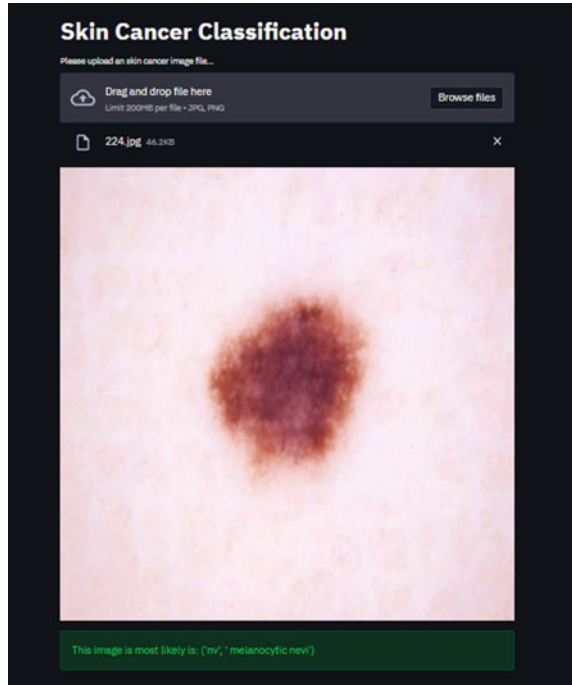 Skin Cancer Classification
Please upload an skin cancer image file...
Drag and drop file here
Limit 200MB per file • JPG, PNG
Browse files
224.jpg 46.2KB
This image is most likely is: ('nv', ' melanocytic nevi')